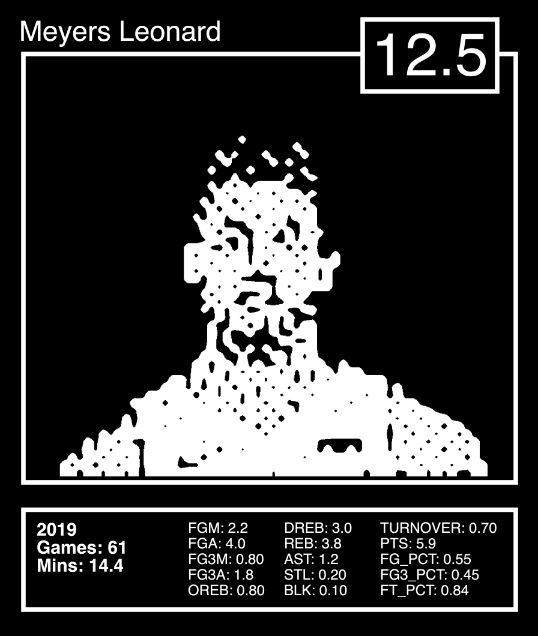 Meyers Leonard
12.5
2019
Games: 61
Mins: 14.4
FGM: 2.2
FGA: 4.0
FG3M: 0.80
FG3A: 1.8
OREB: 0.80
DREB: 3.0
REB: 3.8
AST: 1.2
STL: 0.20
BLK: 0.10
TURNOVER: 0.70
PTS: 5.9
FG_PCT: 0.55
FG3_PCT: 0.45
FT_PCT: 0.84